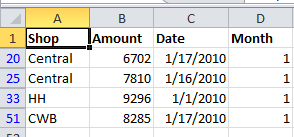 A B C D
1 Shop Amount Date Month
20 Central 6702 1/17/2010 1
25 Central 7810 1/16/2010 1
33 HH 9296 1/1/2010 1
51 CWB 8285 1/17/2010 1